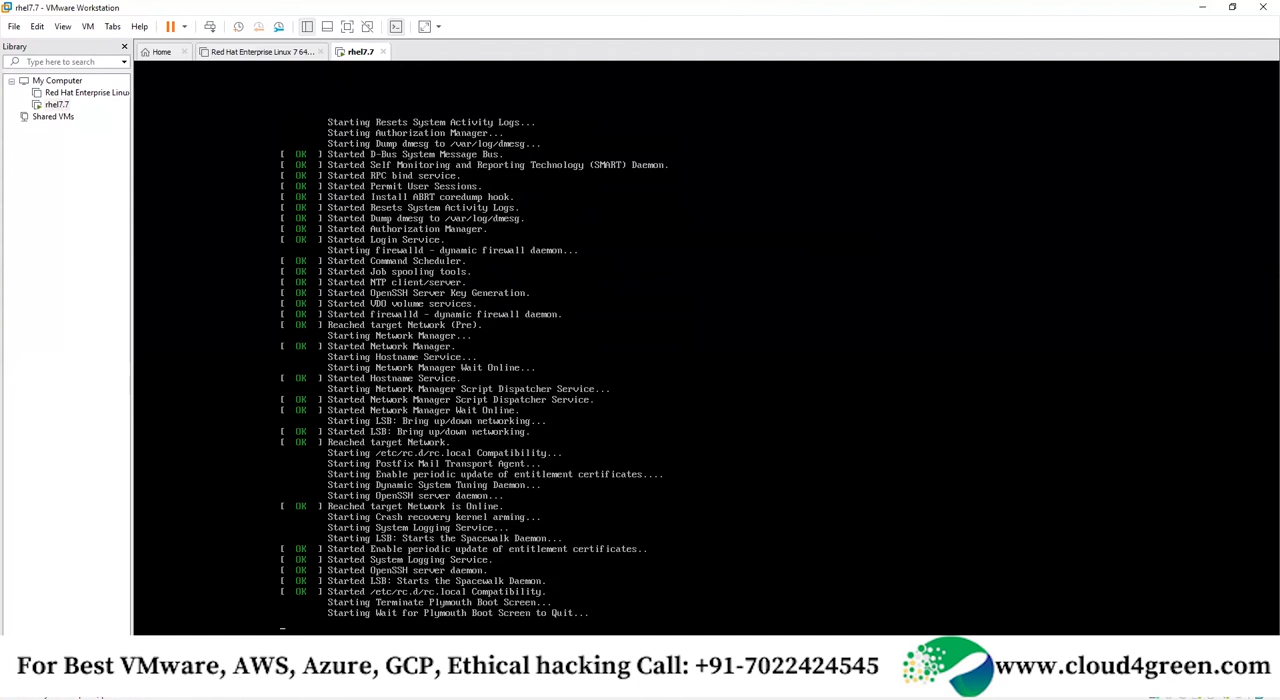 rhel7.7 - VMware Workstation
File Edit View VM Tabs Help
Library
Home
Red Hat Enterprise Linux 7 64...
rhel7.7
Type here to search
My Computer
Red Hat Enterprise Linu
rhel7.7
Shared VMs
Starting Resets System Activity Logs...
Starting Authorization Manager...
Starting Dump dmesg to /var/log/dmesg...
[ OK ] Started D-Bus System Message Bus.
[ OK ] Started Self Monitoring and Reporting Technology (SMART) Daemon.
[ OK ] Started RPC bind service.
[ OK ] Started Permit User Sessions.
[ OK ] Started Install ABRT coredump hook.
[ OK ] Started Resets System Activity Logs.
[ OK ] Started Dump dmesg to /var/log/dmesg.
[ OK ] Started Authorization Manager.
[ OK ] Started Login Service.
Starting firewalld - dynamic firewall daemon...
[ OK ] Started Command Scheduler.
[ OK ] Started Job spooling tools.
[ OK ] Started NTP client/server.
[ OK ] Started OpenSSH Server Key Generation.
[ OK ] Started VDO volume services.
[ OK ] Started firewalld - dynamic firewall daemon.
[ OK ] Reached target Network (Pre).
Starting Network Manager...
[ OK ] Started Network Manager.
Starting Hostname Service...
Starting Network Manager Wait Online...
[ OK ] Started Hostname Service.
Starting Network Manager Script Dispatcher Service...
[ OK ] Started Network Manager Script Dispatcher Service.
[ OK ] Started Network Manager Wait Online.
Starting LSB: Bring up/down networking...
[ OK ] Started LSB: Bring up/down networking.
[ OK ] Reached target Network.
Starting /etc/rc.d/rc.local Compatibility...
Starting Postfix Mail Transport Agent...
Starting Enable periodic update of entitlement certificates....
Starting Dynamic System Tuning Daemon...
Starting OpenSSH server daemon...
[ OK ] Reached target Network is Online.
Starting Crash recovery kernel arming...
Starting System Logging Service...
Starting LSB: Starts the Spacewalk Daemon...
[ OK ] Started Enable periodic update of entitlement certificates..
[ OK ] Started System Logging Service.
[ OK ] Started OpenSSH server daemon.
[ OK ] Started LSB: Starts the Spacewalk Daemon.
[ OK ] Started /etc/rc.d/rc.local Compatibility.
Starting Terminate Plymouth Boot Screen...
Starting Wait for Plymouth Boot Screen to Quit...
For Best VMware, AWS, Azure, GCP, Ethical hacking Call: +91-7022424545
www.cloud4green.com